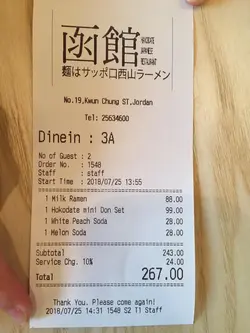 函館
HAKODATE
JAPANESE
RESTAURANT
麺はサッポロ西山ラーメン
No.19,Kwun Chung ST,Jordan
Tel: 25634600
Dinein : 3A
No of Guest : 2
Order No. : 1548
Staff : staff
Start Time : 2018/07/25 13:55
1 Milk Ramen 88.00
1 Hokodate mini Don Set 99.00
1 White Peach Soda 28.00
1 Melon Soda 28.00
Subtotal 243.00
Service Chg. 10% 24.00
Total 267.00
Thank You. Please come again!
2018/07/25 14:31 1548 S2 T1 Staff